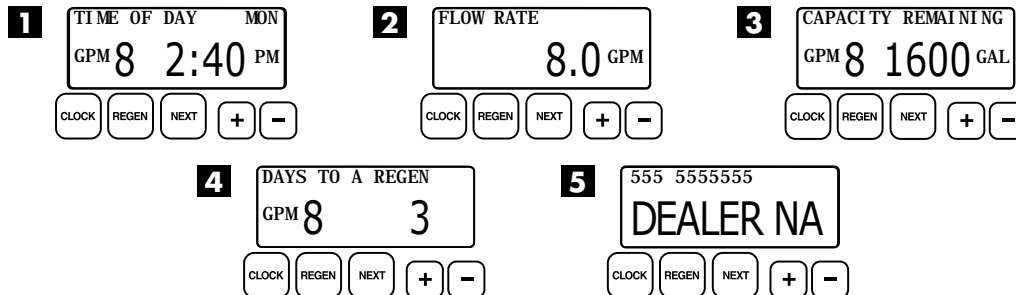 1
TIME OF DAY MON
GPM 8 2:40 PM
CLOCK REGEN NEXT + -
2
FLOW RATE
8.0 GPM
CLOCK REGEN NEXT + -
3
CAPACITY REMAINING
GPM 8 1600 GAL
CLOCK REGEN NEXT + -
4
DAYS TO A REGEN
GPM 8 3
CLOCK REGEN NEXT + -
5
555 5555555
DEALER NA
CLOCK REGEN NEXT + -